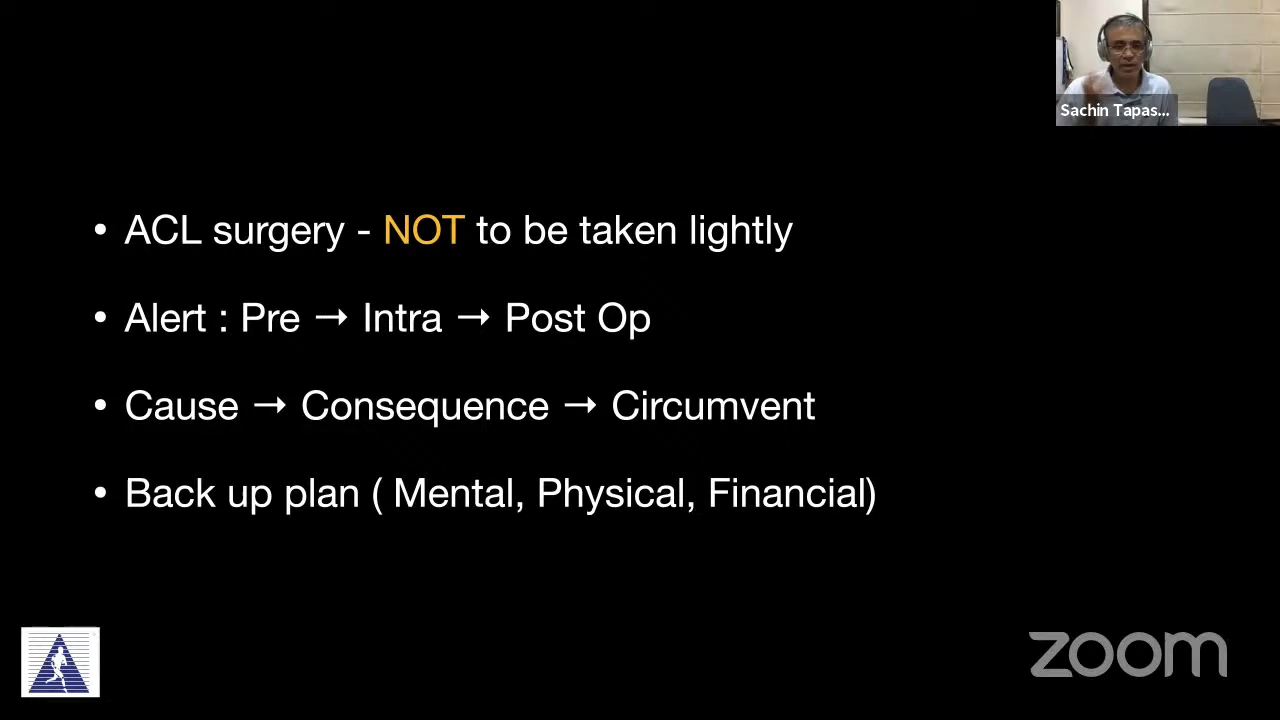 Sachin Tapas...
• ACL surgery - NOT to be taken lightly
• Alert : Pre → Intra → Post Op
• Cause → Consequence → Circumvent
• Back up plan ( Mental, Physical, Financial)
zoom